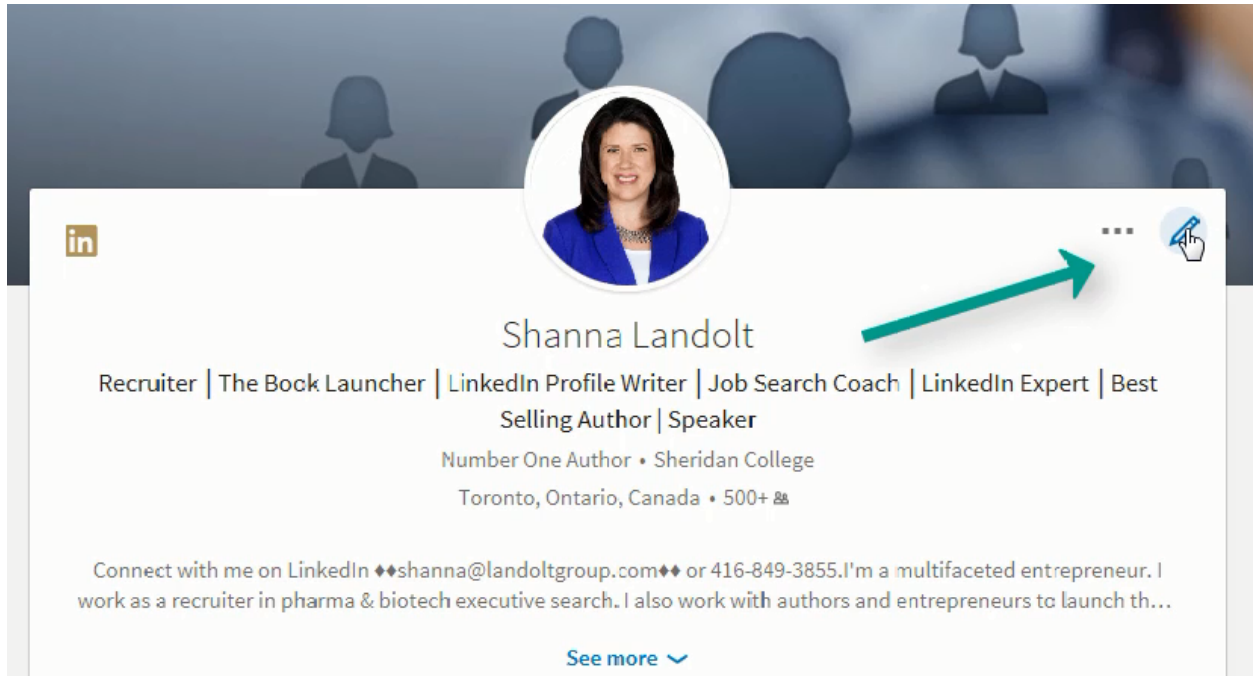 in
Shanna Landolt
Recruiter | The Bock Launcher | LinkedIn Profile Writer | Job Search Coach | LinkedIn Expert | Best
Selling Author | Speaker
Number One Author • Sheridan College
Toronto, Ontario, Canada • 500+
Connect with me on LinkedIn ♦♦shanna@landoltgroup.com♦♦ or 416-849-3855.I'm a multifaceted entrepreneur. I
work as a recruiter in pharma & biotech executive search. I also work with authors and entrepreneurs to launch th...
See more